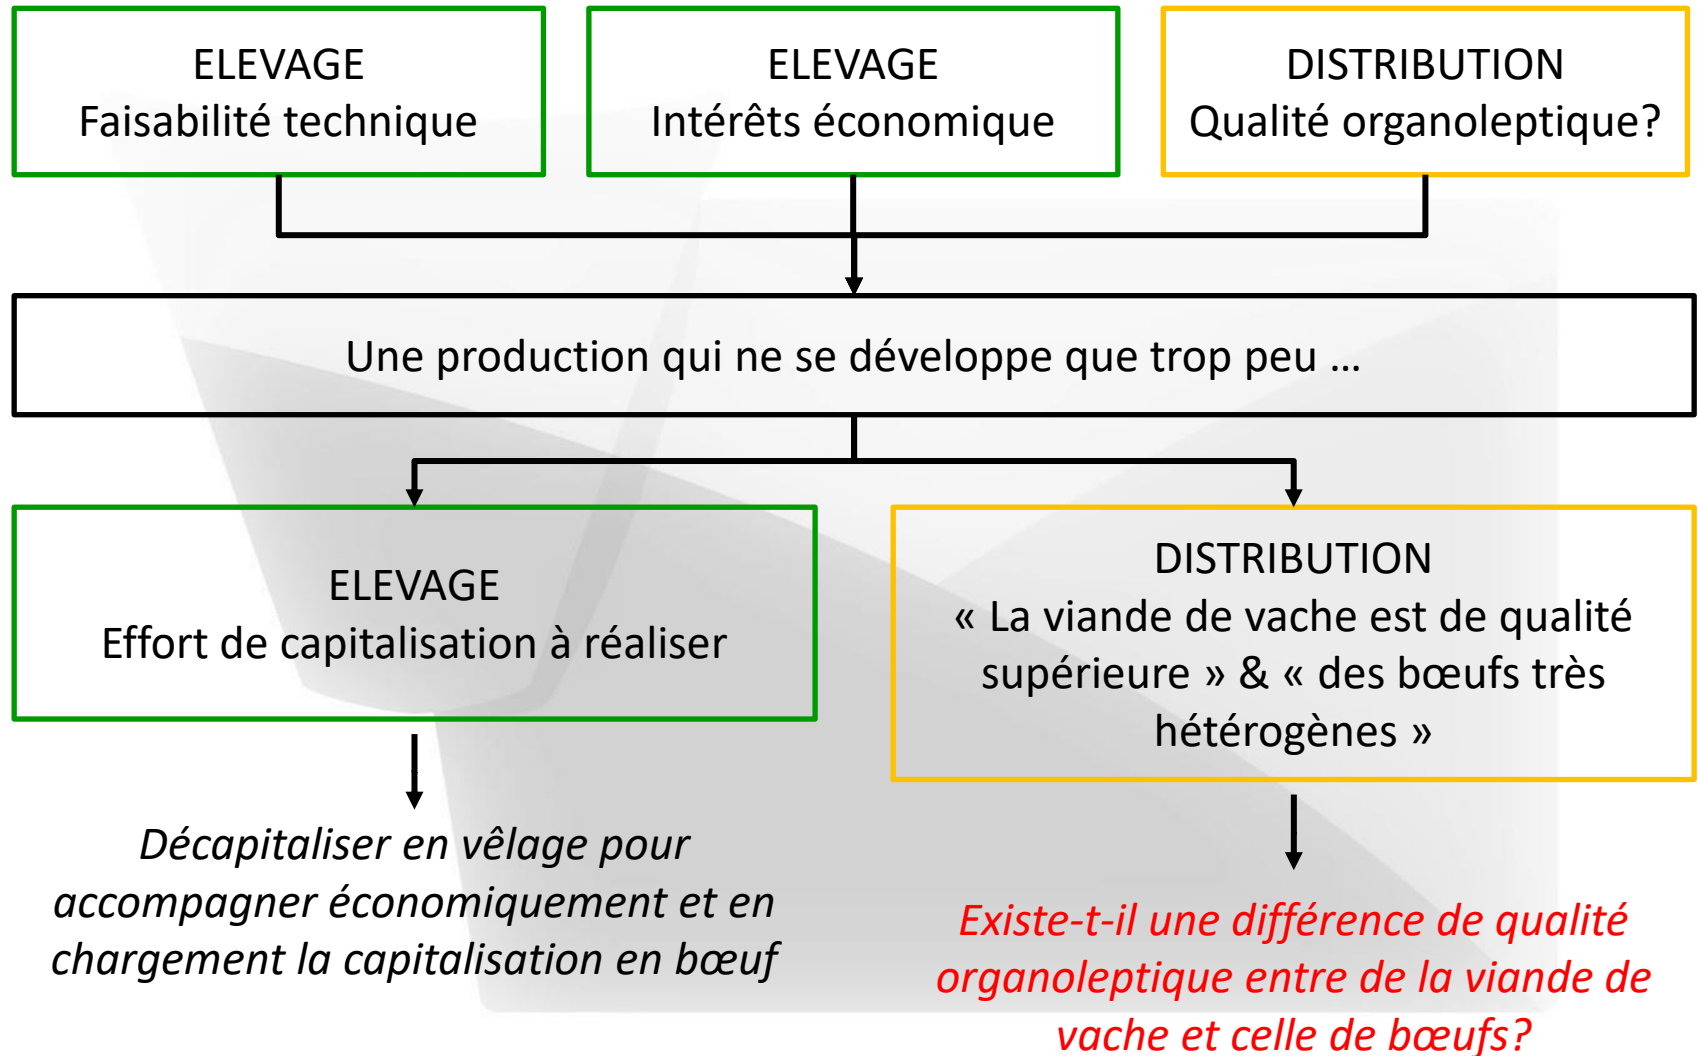 ELEVAGE
Faisabilité technique
ELEVAGE
Intérêts économique
DISTRIBUTION
Qualité organoleptique?
Une production qui ne se développe que trop peu ...
ELEVAGE
Effort de capitalisation à réaliser
DISTRIBUTION
« La viande de vache est de qualité
supérieure » & « des bœufs très
hétérogènes »
Décapitaliser en vêlage pour
accompagner économiquement et en
chargement la capitalisation en bœuf
Existe-t-il une différence de qualité
organoleptique entre de la viande de
vache et celle de bœufs?